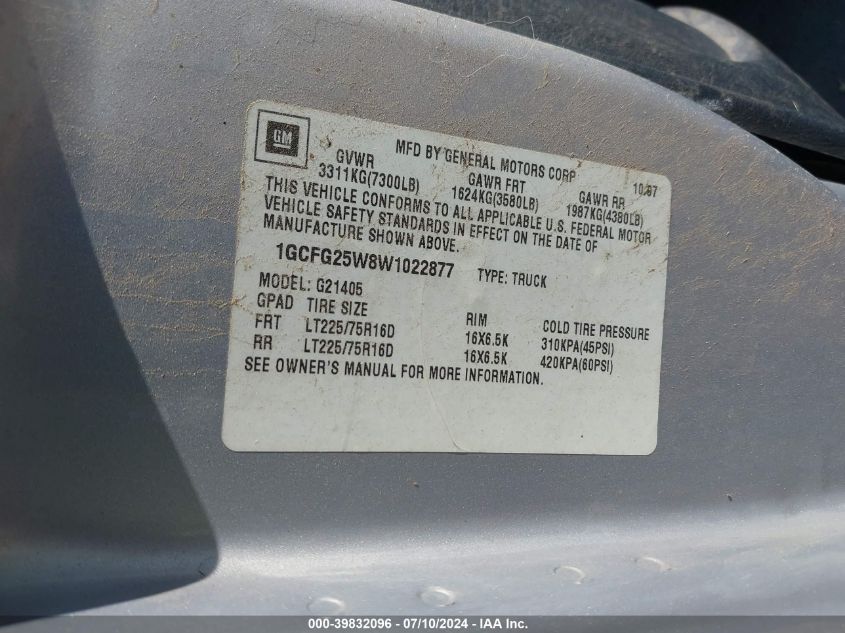 GM
MFD BY GENERAL MOTORS CORP 10/97
GVWR GAWR FRT GAWR RR
3311KG(7300LB) 1624KG(3580LB) 1987KG(4380LB)
THIS VEHICLE CONFORMS TO ALL APPLICABLE U.S. FEDERAL MOTOR
VEHICLE SAFETY STANDARDS IN EFFECT ON THE DATE OF
MANUFACTURE SHOWN ABOVE.
1GCFG25W8W1022877 TYPE: TRUCK
MODEL: G21405
GPAD TIRE SIZE RIM COLD TIRE PRESSURE
FRT LT225/75R16D 16X6.5K 310KPA(45PSI)
RR LT225/75R16D 16X6.5K 420KPA(60PSI)
SEE OWNER'S MANUAL FOR MORE INFORMATION.
000-39832096 - 07/10/2024 - IAAI.com